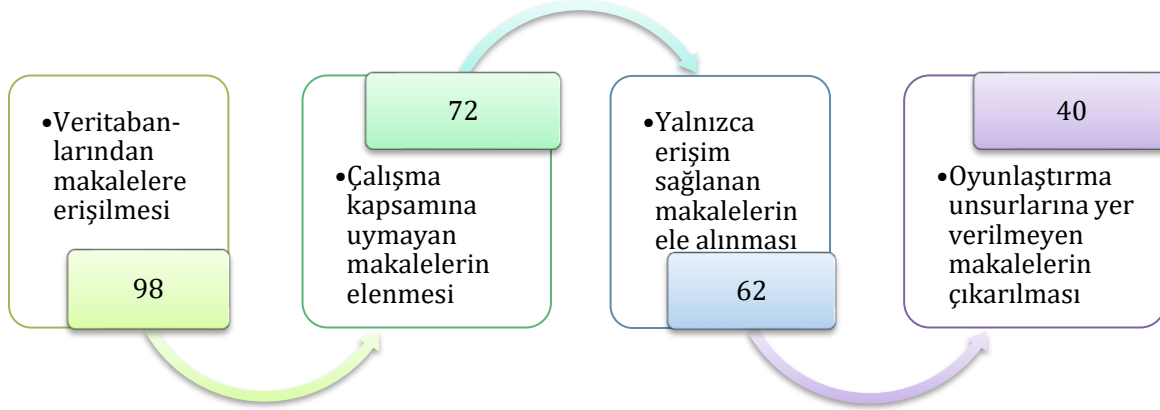 •Veritaban-
larından
makalelere
erişilmesi
98
72
•Çalışma
kapsamına
uymayan
makalelerin
elenmesi
•Yalnızca
erişim
sağlanan
makalelerin
ele alınması
62
40
•Oyunlaştırma
unsurlarına yer
verilmeyen
makalelerin
çıkarılması